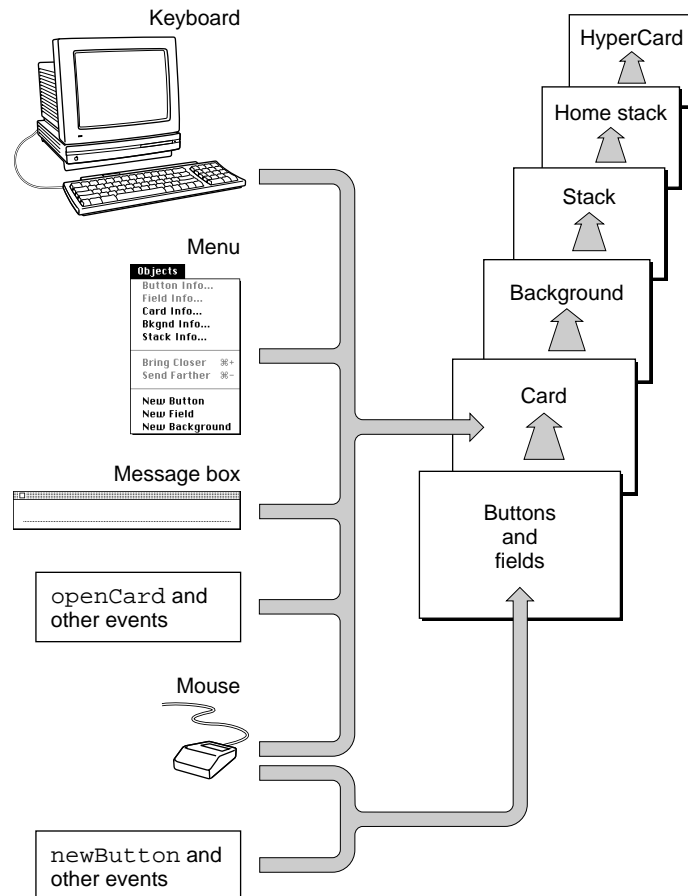 Keyboard
Menu
Objects
Button Info...
Field Info...
Card Info...
Bkgnd Info...
Stack Info...
Bring Closer ⌘+
Send Farther ⌘-
New Button
New Field
New Background
Message box
openCard and
other events
Mouse
newButton and
other events
HyperCard
Home stack
Stack
Background
Card
Buttons
and
fields